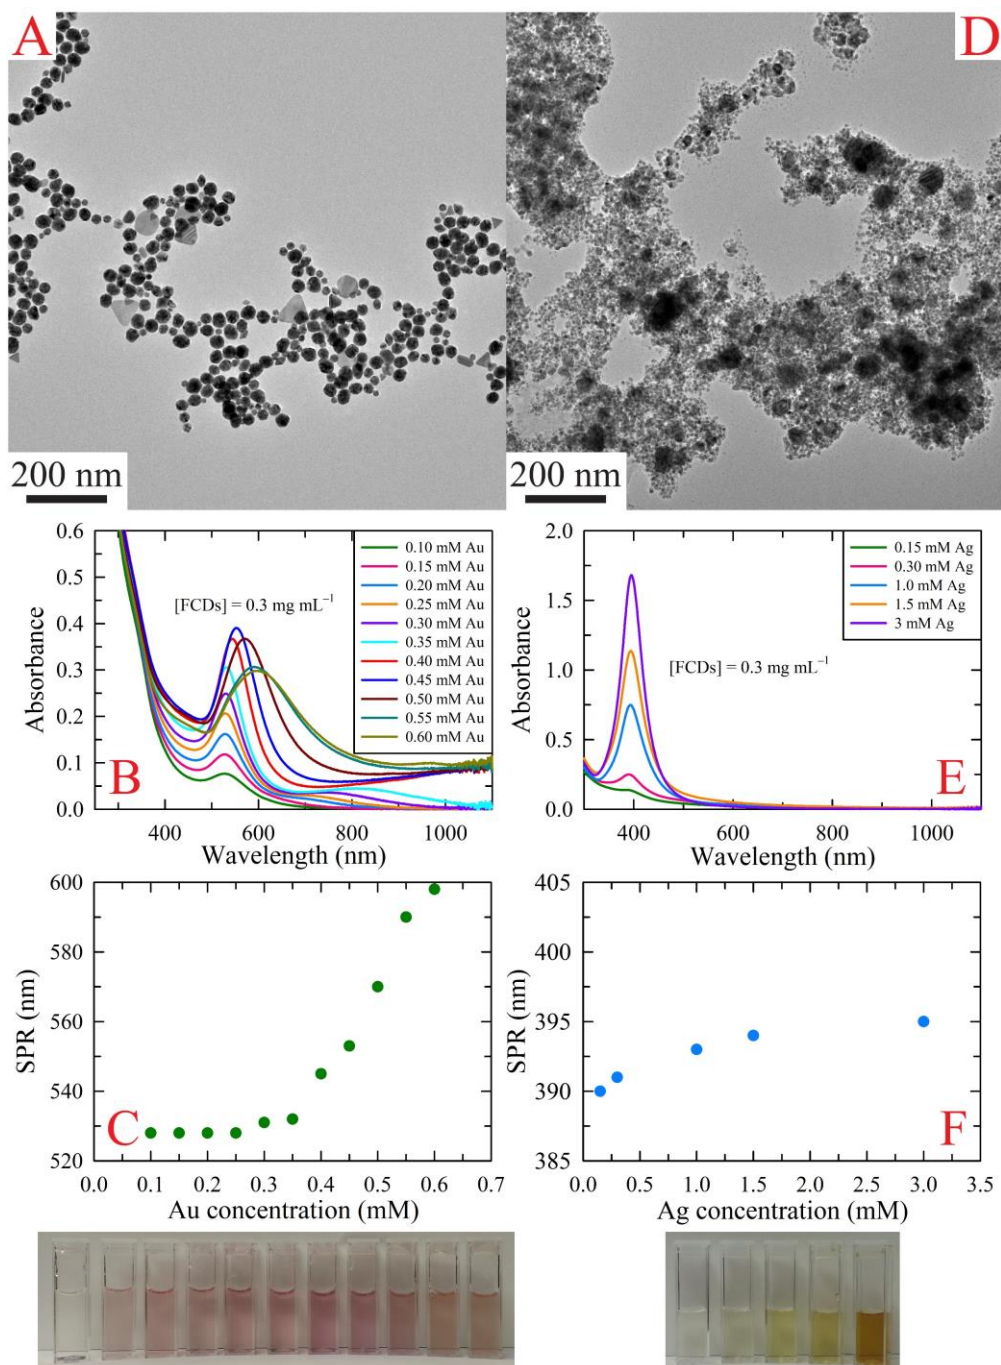 A
D
200 nm
200 nm
0.6
0.5
0.4
0.3
0.2
0.1
0.0
Absorbance
[FCDs] = 0.3 mg mL⁻¹
0.10 mM Au
0.15 mM Au
0.20 mM Au
0.25 mM Au
0.30 mM Au
0.35 mM Au
0.40 mM Au
0.45 mM Au
0.50 mM Au
0.55 mM Au
0.60 mM Au
B
400 600 800 1000
Wavelength (nm)
2.0
1.5
1.0
0.5
0.0
Absorbance
[FCDs] = 0.3 mg mL⁻¹
0.15 mM Ag
0.30 mM Ag
1.0 mM Ag
1.5 mM Ag
3 mM Ag
E
400 600 800 1000
Wavelength (nm)
600
580
560
540
520
SPR (nm)
C
0.0 0.1 0.2 0.3 0.4 0.5 0.6 0.7
Au concentration (mM)
405
400
395
390
385
SPR (nm)
F
0.0 0.5 1.0 1.5 2.0 2.5 3.0 3.5
Ag concentration (mM)